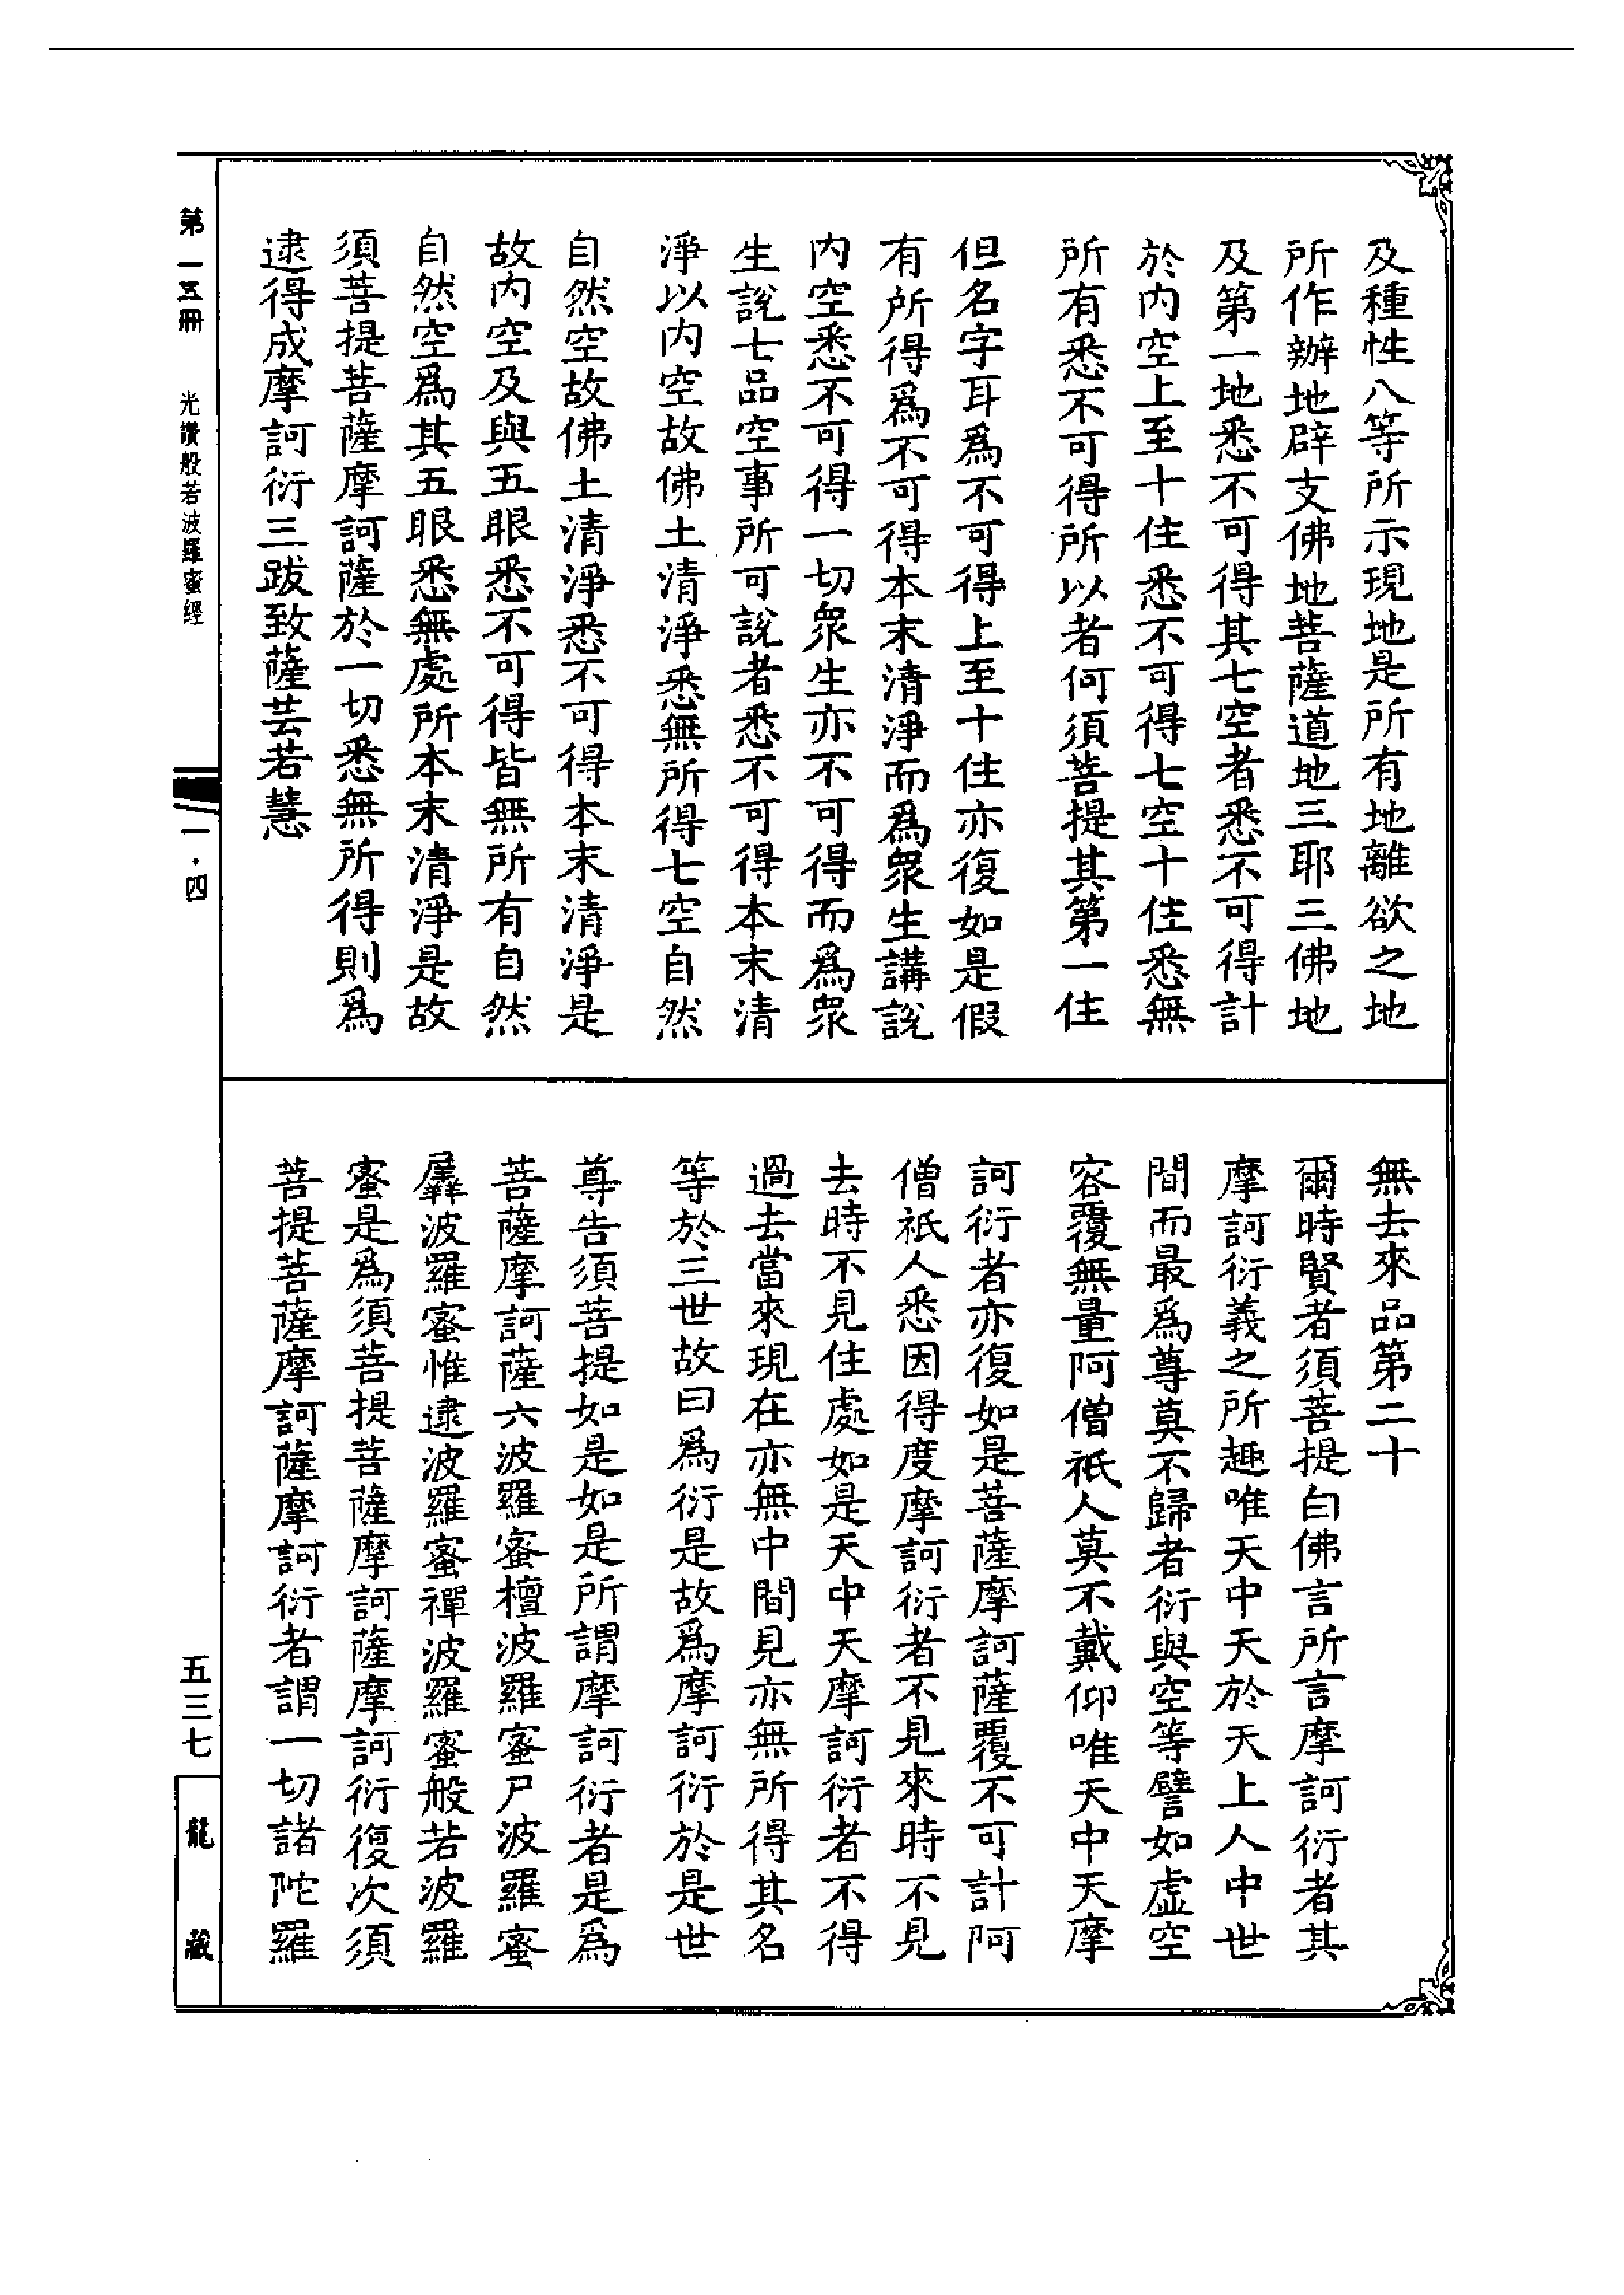 及種性八等所示現地是所有地離欲之地
所作辦地辟支佛地菩薩道地三耶三佛地
及第一地悉不可得其七空者悉不可得計
於内空上至十住悉不可得七空十住悉無
所有悉不可得所以者何須菩提其第一住
但名字耳爲不可得上至十住亦復如是假
有所得爲不可得本末清淨而爲衆生講說
内空悉不可得一切衆生亦不可得而爲衆
生說七品空事所可說者悉不可得本末清
淨以内空故佛土清淨悉無所得七空自然
自然空故佛土清淨悉不可得本末清淨是
故内空及與五眼悉不可得皆無所有自然
自然空爲其五眼悉無處所本末清淨是故
須菩提菩薩摩訶薩於一切悉無所得則爲
逮得成摩訶衍三跋致薩芸若慧
無去來品第二十
爾時賢者須菩提白佛言所言摩訶衍者其
摩訶衍義之所趣唯天中天於天上人中世
間而最爲尊莫不歸者衍與空等譬如虛空
容覆無量阿僧祇人莫不戴仰唯天中天摩
訶衍者亦復如是菩薩摩訶薩覆不可計阿
僧祇人悉因得度摩訶衍者不見來時不見
去時不見住處如是天中天摩訶衍者不得
過去當來現在亦無中間見亦無所得其名
等於三世故曰爲衍是故爲摩訶衍於是世
尊告須菩提如是如是所謂摩訶衍者是爲
菩薩摩訶薩六波羅蜜檀波羅蜜尸波羅蜜
羼波羅蜜惟逮波羅蜜禪波羅蜜般若波羅
蜜是爲須菩提菩薩摩訶薩摩訶衍復次須
菩提菩薩摩訶薩摩訶衍者謂一切諸陀羅
第一五冊
光讚般若波羅蜜經
一·四
五三七
龍藏